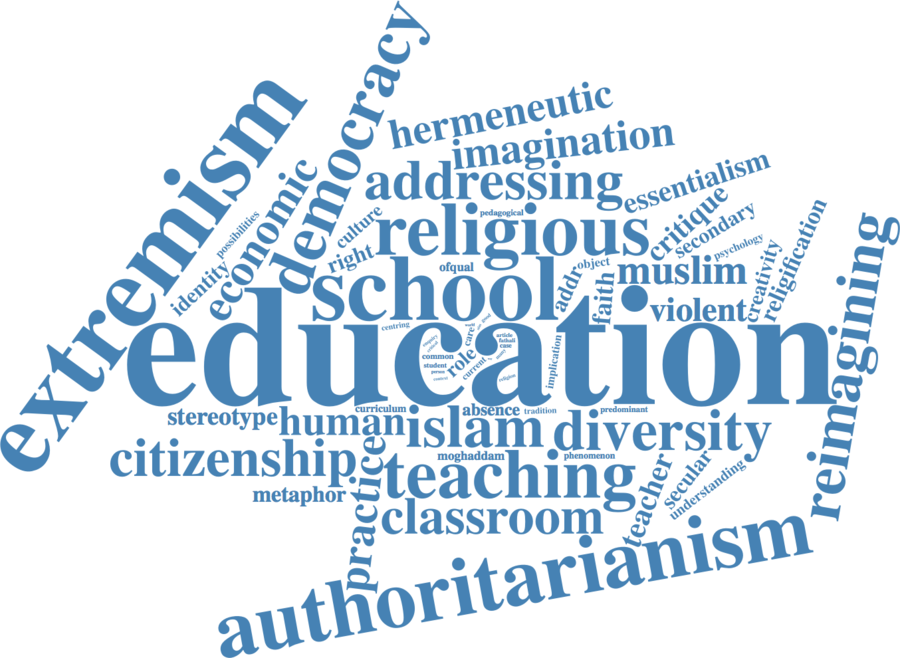 democracy
extremism
hermeneutic
imagination
addressing
essentialism
economic
possibilities
culture
pedagogical
critique
secondary
religification
religious
right
psychology
identity
ofqual
object
muslim
creativity
reimagining
school
addr
faith
violent
education
centring
care
article
football
case
common
role
student
person
current
implication
religion
stereotype
human
curriculum
islam
absence
tradition
diversity
predominant
citizenship
practice
moghaddam
phenomenon
teaching
teacher
secular
understanding
metaphor
classroom
authoritarianism